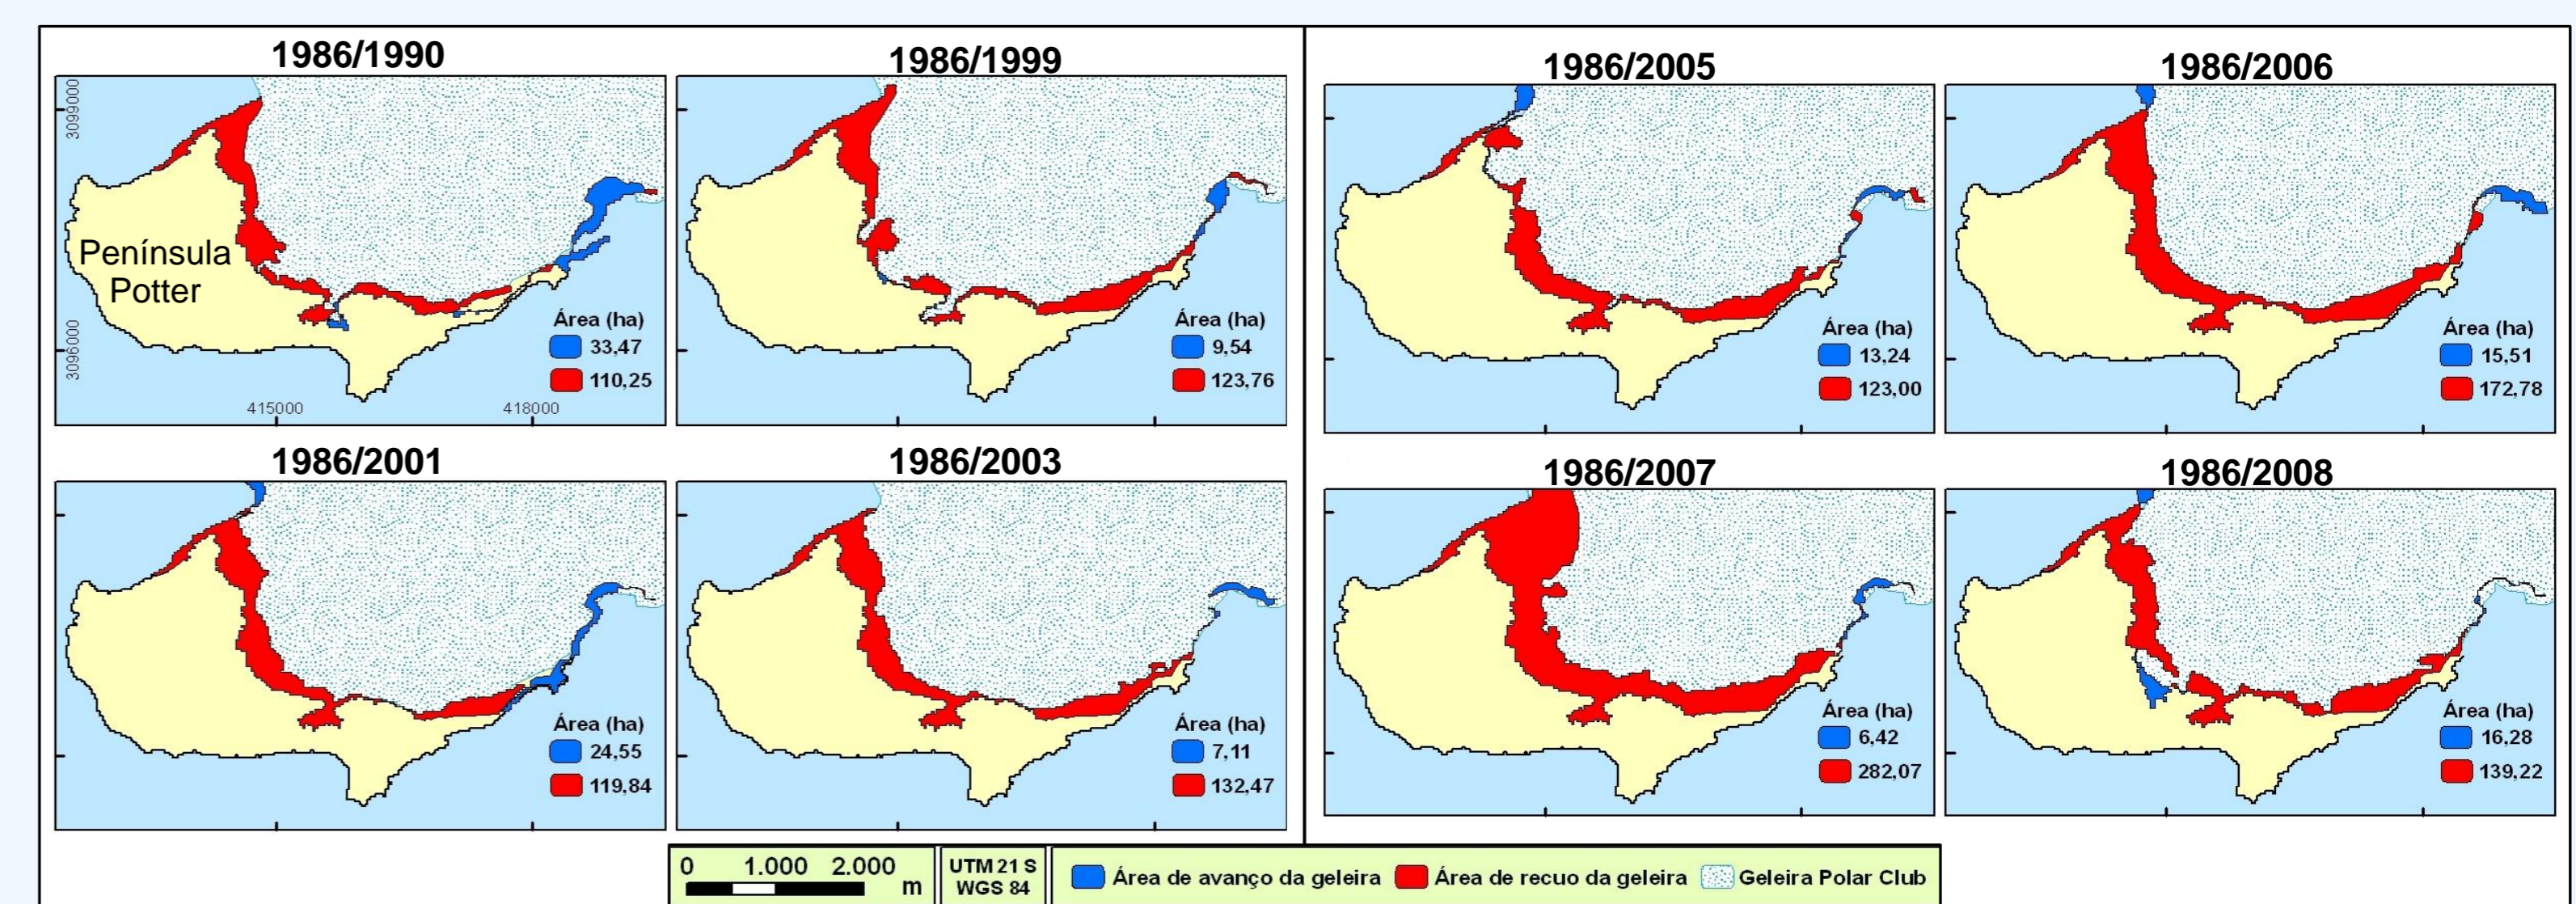 1986/1990
3099000
3096000
Península
Potter
Área (ha)
33,47
110,25
415000 418000
1986/1999
Área (ha)
9,54
123,76
1986/2005
Área (ha)
13,24
123,00
1986/2006
Área (ha)
15,51
172,78
1986/2001
Área (ha)
24,55
119,84
1986/2003
Área (ha)
7,11
132,47
1986/2007
Área (ha)
6,42
282,07
1986/2008
Área (ha)
16,28
139,22
0 1.000 2.000
m
UTM 21 S
WGS 84
Área de avanço da geleira Área de recuo da geleira Geleira Polar Club